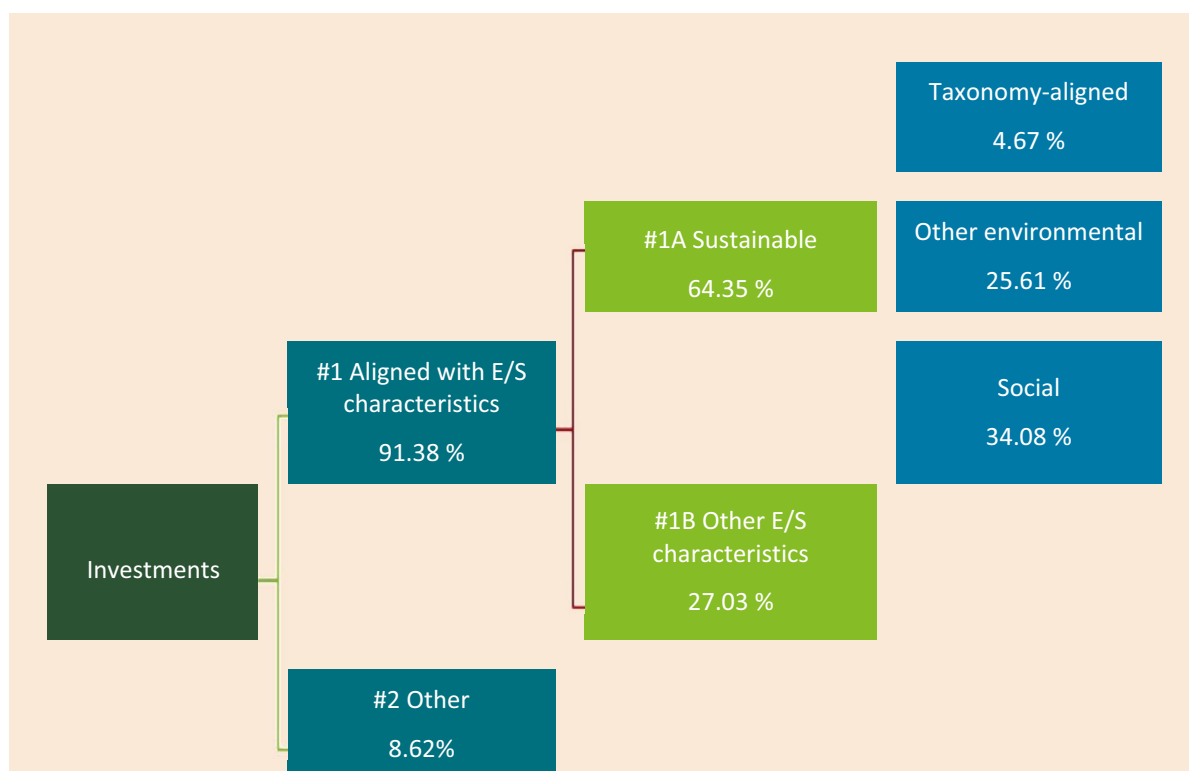 Taxonomy-aligned
4.67 %
#1A Sustainable
64.35 %
Other environmental
25.61 %
#1 Aligned with E/S
characteristics
91.38 %
Social
34.08 %
Investments
#1B Other E/S
characteristics
27.03 %
#2 Other
8.62%